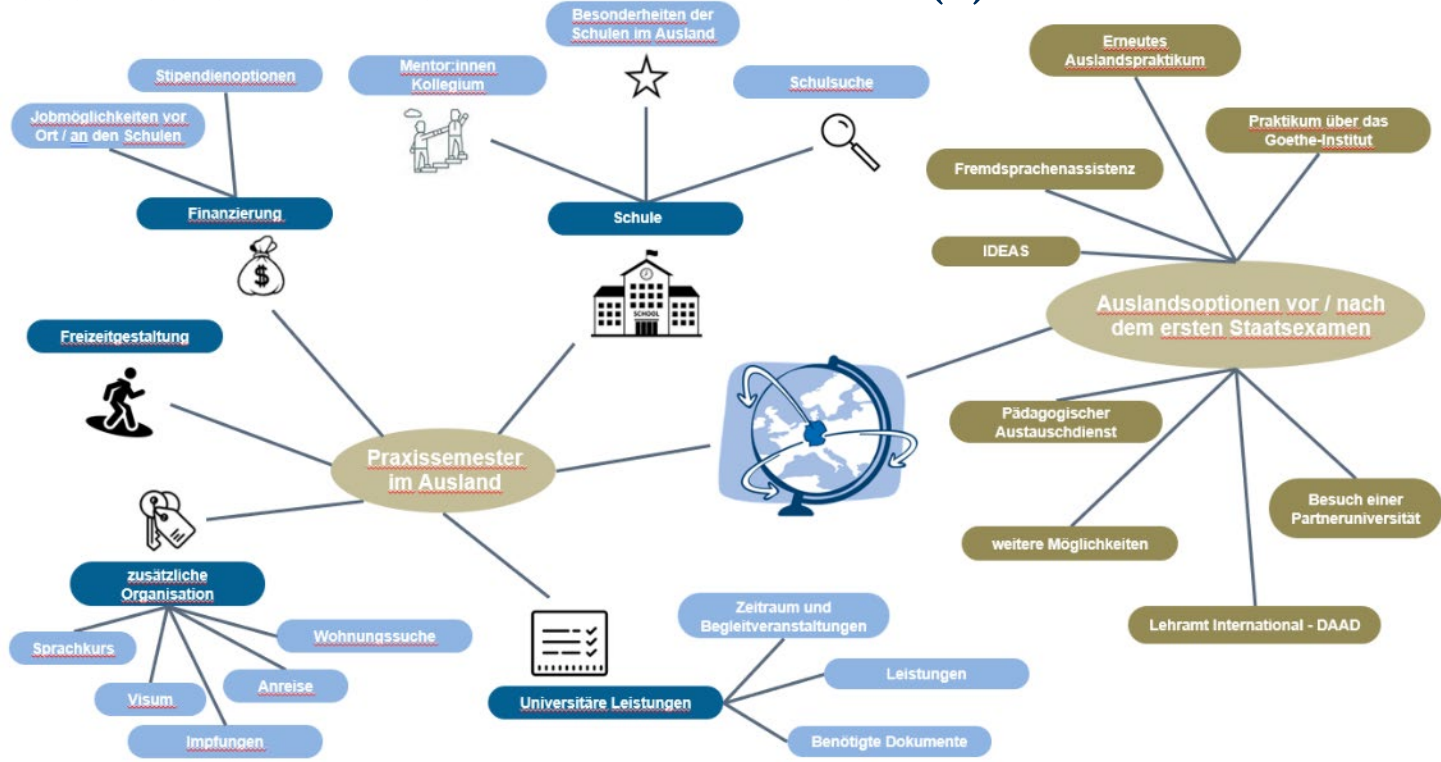 Besonderheiten der
Schulen im Ausland
Stipendienoptionen
Mentor:innen
Kollegium
Schulsuche
Jobmöglichkeiten vor
Ort / an den Schulen
Finanzierung
Schule
SCHOOL
Freizeitgestaltung
Praxissemester
im Ausland
zusätzliche
Organisation
Sprachkurs
Wohnungssuche
Visum
Anreise
Impfungen
Universitäre Leistungen
Zeitraum und
Begleitveranstaltungen
Leistungen
Benötigte Dokumente
Erneutes
Auslandspraktikum
Praktikum über das
Goethe-Institut
Fremdsprachenassistenz
IDEAS
Auslandsoptionen vor / nach
dem ersten Staatsexamen
Pädagogischer
Austauschdienst
Besuch einer
Partneruniversität
weitere Möglichkeiten
Lehramt International - DAAD